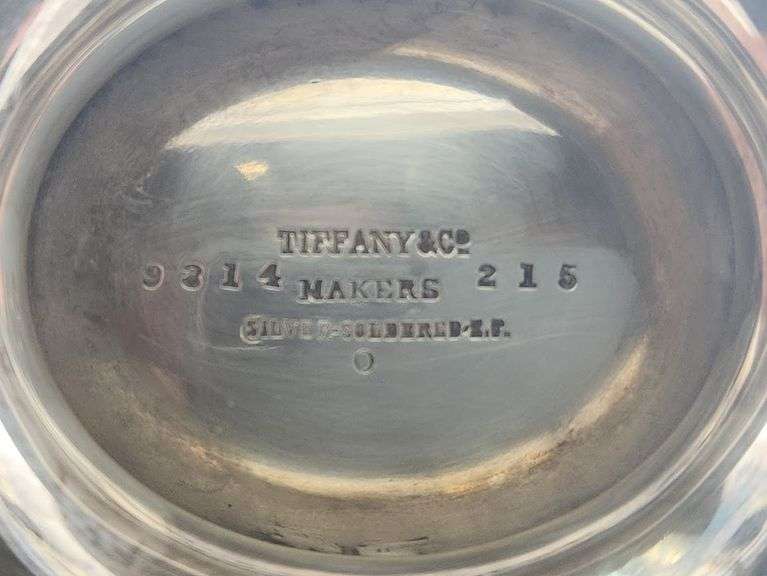 TIFFANY & Cº
9314 MAKERS 215
SILVER-SOLDERED-E.P.
O